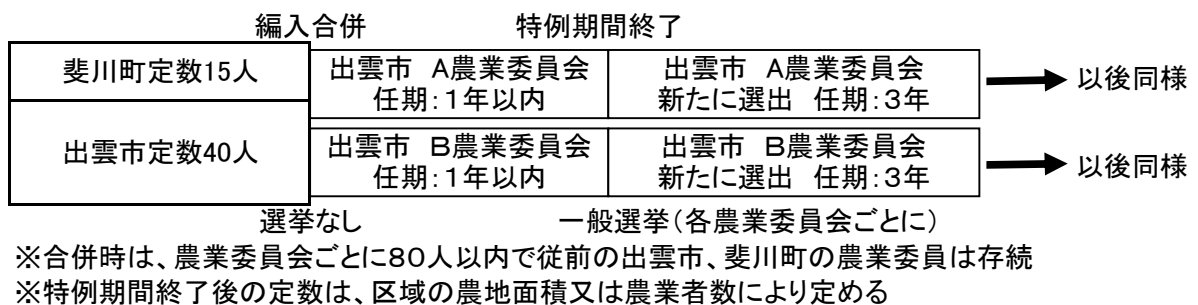 編入合併　特例期間終了
斐川町定数15人
出雲市 A農業委員会
任期:1年以内
出雲市 A農業委員会
新たに選出 任期:3年
以後同様
出雲市定数40人
出雲市 B農業委員会
任期:1年以内
出雲市 B農業委員会
新たに選出 任期:3年
以後同様
選挙なし　一般選挙(各農業委員会ごとに)
※合併時は、農業委員会ごとに80人以内で従前の出雲市、斐川町の農業委員は存続
※特例期間終了後の定数は、区域の農地面積又は農業者数により定める